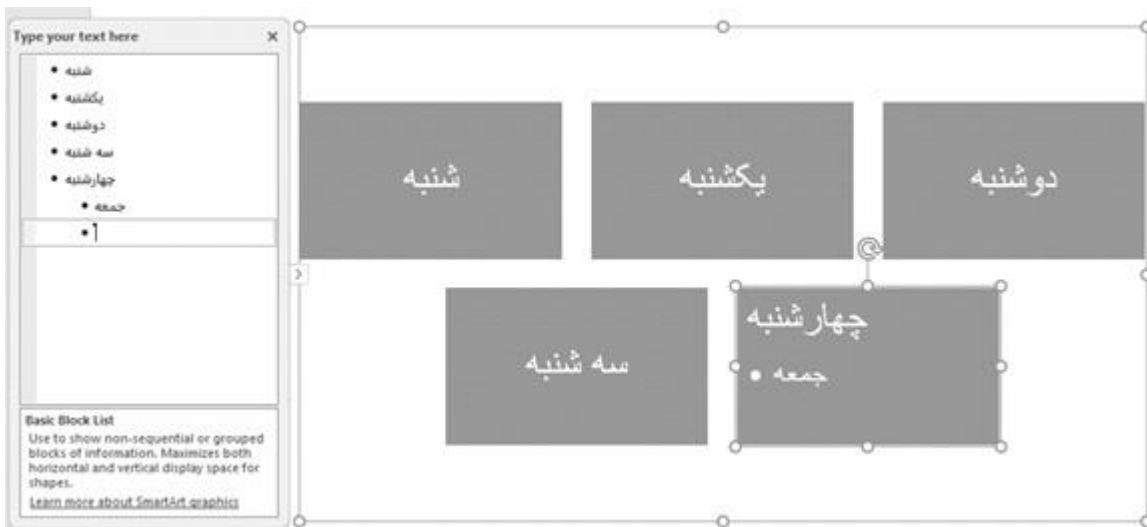 Type your text here
شنبه
یکشنبه
دوشنبه
سه شنبه
چهارشنبه
جمعه
Basic Block List
Use to show non-sequential or grouped
blocks of information. Maximizes both
horizontal and vertical display space for
shapes.
Learn more about SmartArt graphics
شنبه
یکشنبه
دوشنبه
سه شنبه
چهارشنبه
جمعه